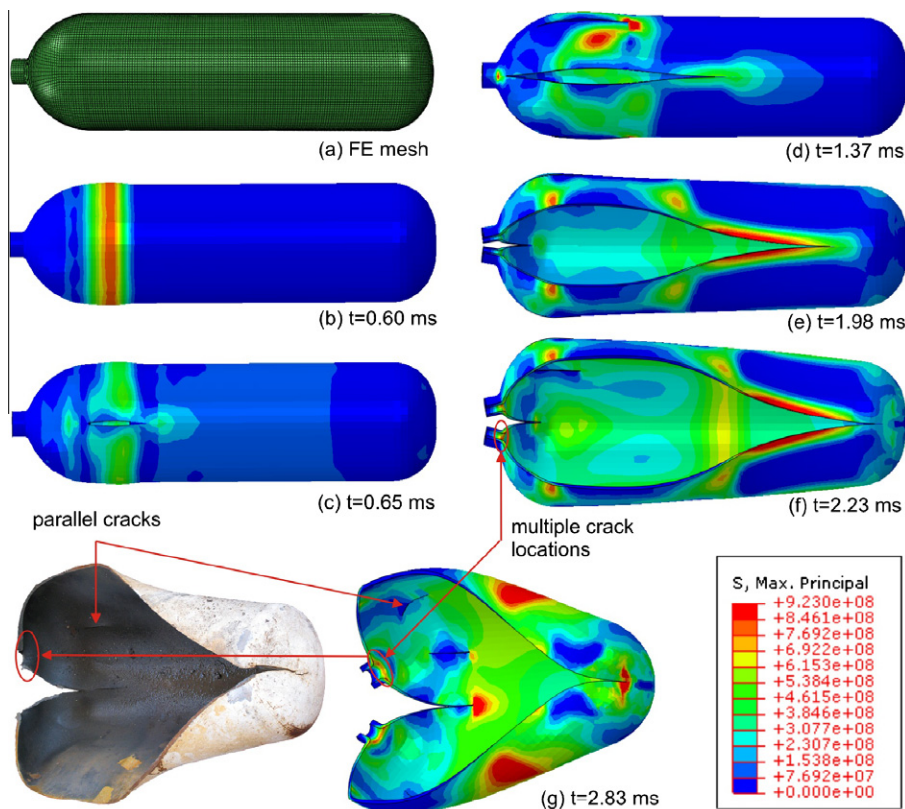 (a) FE mesh
(b) t=0.60 ms
(c) t=0.65 ms
(d) t=1.37 ms
(e) t=1.98 ms
(f) t=2.23 ms
parallel cracks
multiple crack
locations
(g) t=2.83 ms
S, Max. Principal
+9.230e+08
+8.461e+08
+7.692e+08
+6.922e+08
+6.153e+08
+5.384e+08
+4.615e+08
+3.846e+08
+3.077e+08
+2.307e+08
+1.538e+08
+7.692e+07
+0.000e+00